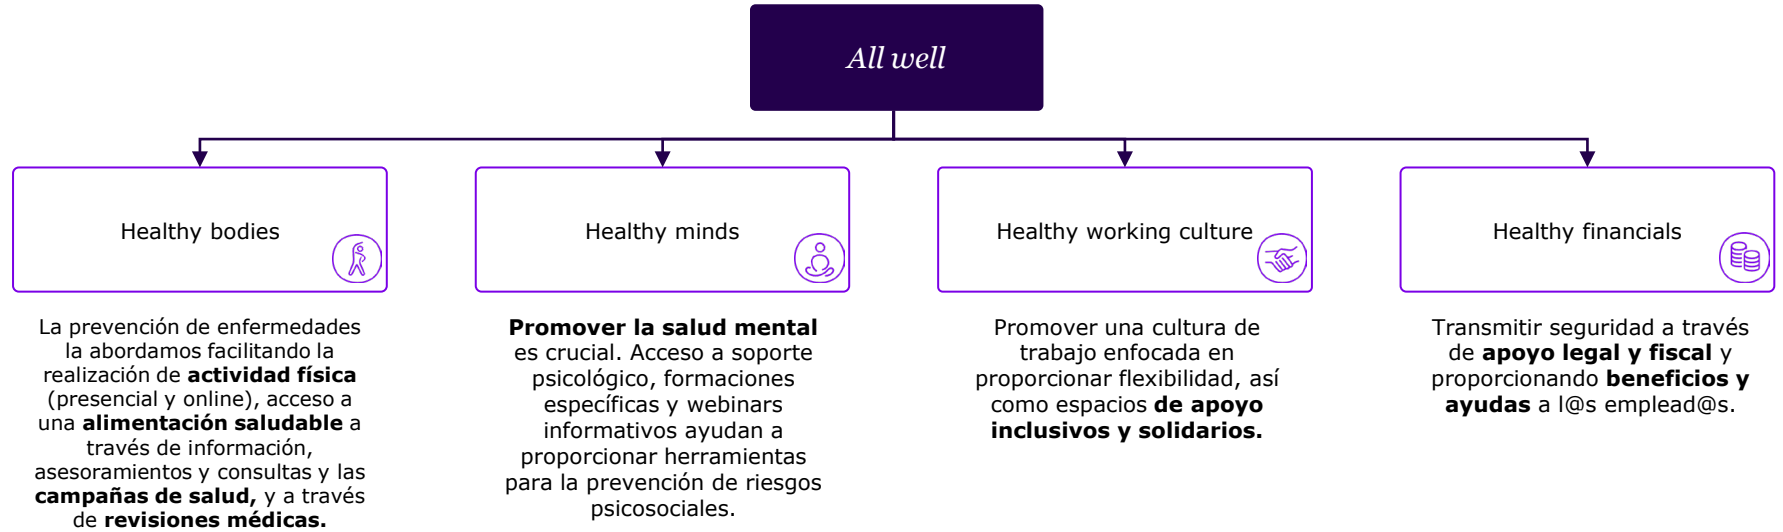 All well
Healthy bodies
Healthy minds
Healthy working culture
Healthy financials
La prevención de enfermedades
la abordamos facilitando la
realización de actividad física
(presencial y online), acceso a
una alimentación saludable a
través de información,
asesoramientos y consultas y las
campañas de salud, y a través
de revisiones médicas.
Promover la salud mental
es crucial. Acceso a soporte
psicológico, formaciones
específicas y webinars
informativos ayudan a
proporcionar herramientas
para la prevención de riesgos
psicosociales.
Promover una cultura de
trabajo enfocada en
proporcionar flexibilidad, así
como espacios de apoyo
inclusivos y solidarios.
Transmitir seguridad a través
de apoyo legal y fiscal y
proporcionando beneficios y
ayudas a l@s emplead@s.